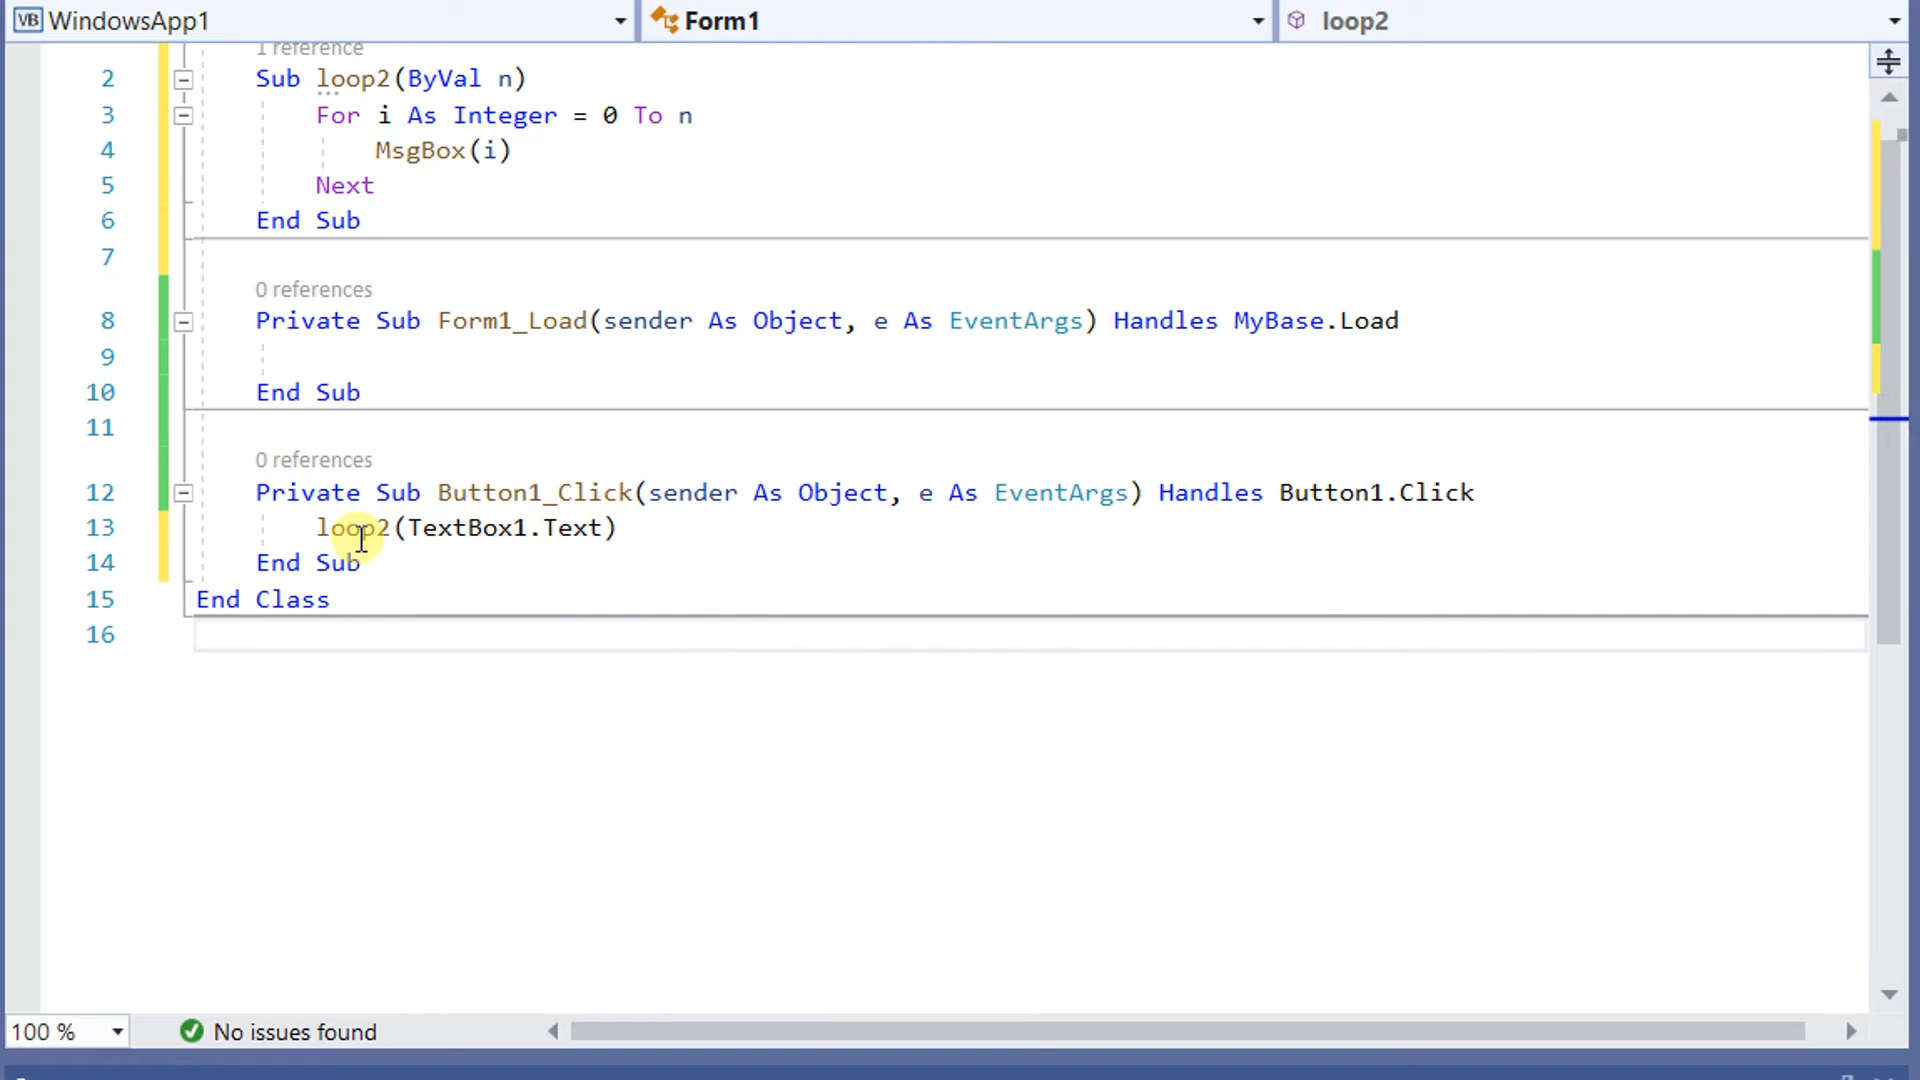 WindowsApp1 Form1 loop2
1 reference
2 Sub loop2(ByVal n)
3 For i As Integer = 0 To n
4 MsgBox(i)
5 Next
6 End Sub
7
0 references
8 Private Sub Form1_Load(sender As Object, e As EventArgs) Handles MyBase.Load
9
10 End Sub
11
0 references
12 Private Sub Button1_Click(sender As Object, e As EventArgs) Handles Button1.Click
13 loop2(TextBox1.Text)
14 End Sub
15 End Class
16
100 % No issues found